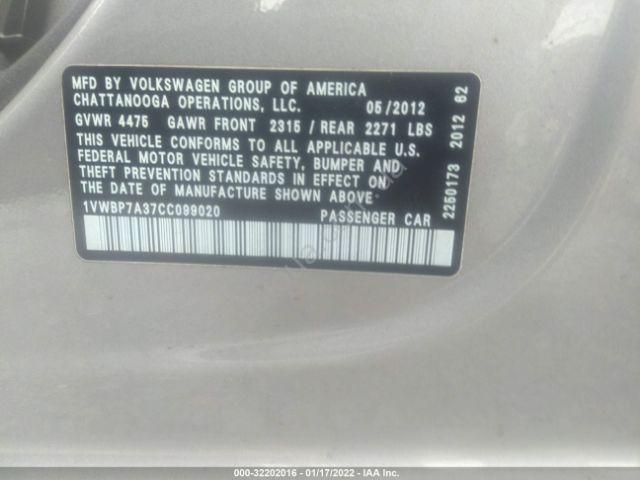 MFD BY VOLKSWAGEN GROUP OF AMERICA
CHATTANOOGA OPERATIONS, LLC. 05/2012
GVWR 4475 GAWR FRONT 2315 / REAR 2271 LBS
THIS VEHICLE CONFORMS TO ALL APPLICABLE U.S.
FEDERAL MOTOR VEHICLE SAFETY, BUMPER AND
THEFT PREVENTION STANDARDS IN EFFECT ON
THE DATE OF MANUFACTURE SHOWN ABOVE
1VWBP7A37CC099020 PASSENGER CAR
2250173 2012 62
000-32202016 - 01/17/2022 - IAA Inc.